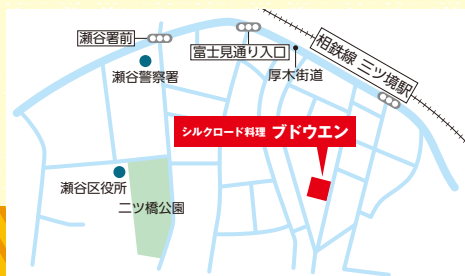 瀬谷署前
富士見通り入口
相鉄線 三ツ境駅
瀬谷警察署
厚木街道
シルクロード料理 ブドウエン
瀬谷区役所
二ツ橋公園